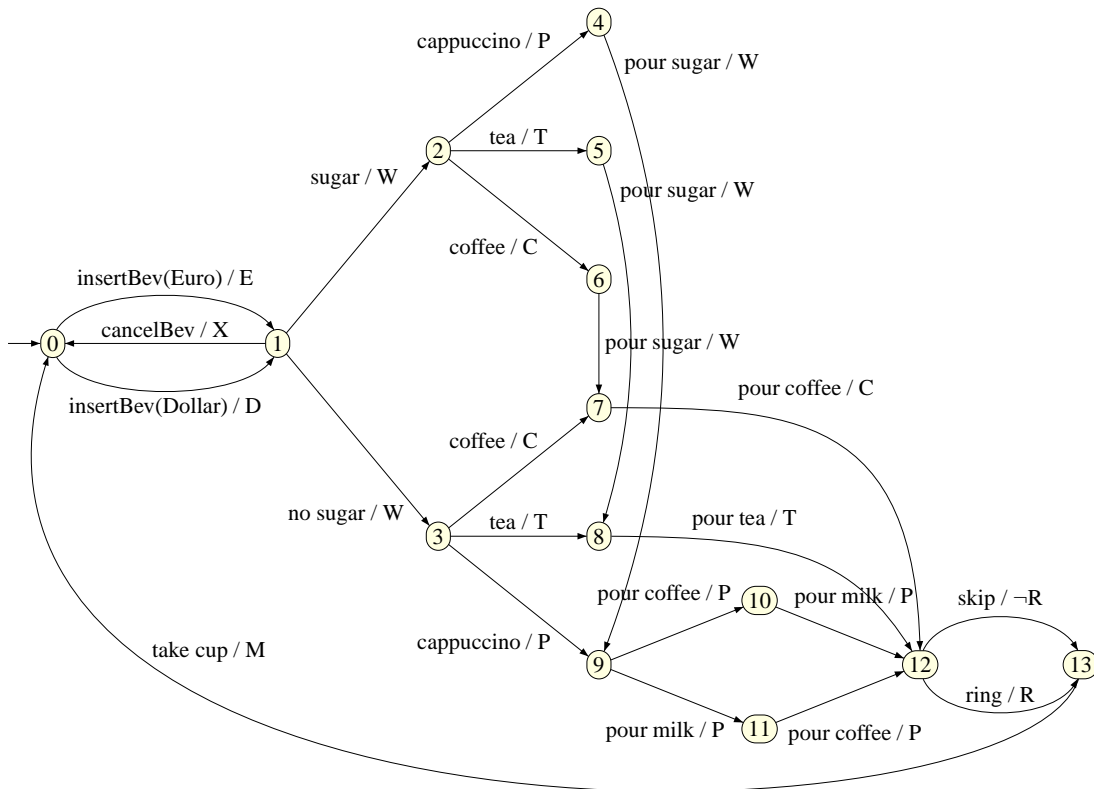 4
cappuccino / P
pour sugar / W
2
tea / T
5
sugar / W
pour sugar / W
coffee / C
insertBev(Euro) / E
6
cancelBev / X
0
1
pour sugar / W
insertBev(Dollar) / D
pour coffee / C
7
coffee / C
no sugar / W
tea / T
pour tea / T
3
8
pour coffee / P
10
pour milk / P
skip / ¬R
cappuccino / P
take cup / M
9
12
13
ring / R
pour milk / P
11
pour coffee / P